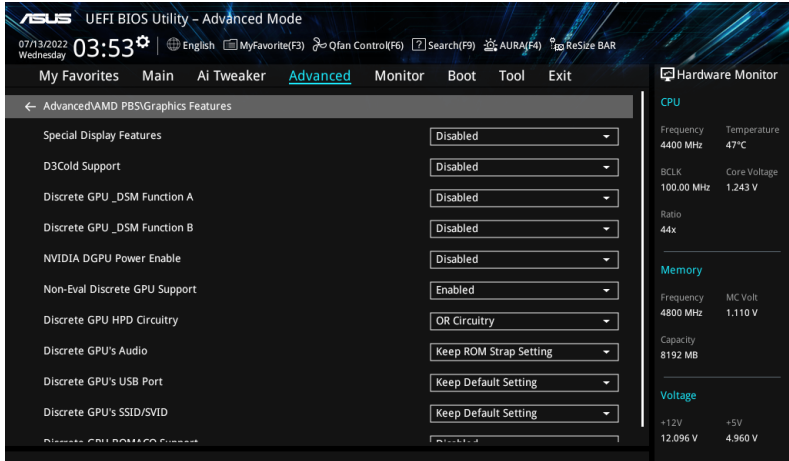 ASUS UEFI BIOS Utility – Advanced Mode
07/13/2022 Wednesday 03:53 English MyFavorite(F3) Qfan Control(F6) ? Search(F9) AURA(F4) ReSize BAR
My Favorites Main Ai Tweaker Advanced Monitor Boot Tool Exit
← Advanced\AMD PBS\Graphics Features
Special Display Features Disabled
D3Cold Support Disabled
Discrete GPU _DSM Function A Disabled
Discrete GPU _DSM Function B Disabled
NVIDIA DGPU Power Enable Disabled
Non-Eval Discrete GPU Support Enabled
Discrete GPU HPD Circuitry OR Circuitry
Discrete GPU's Audio Keep ROM Strap Setting
Discrete GPU's USB Port Keep Default Setting
Discrete GPU's SSID/SVID Keep Default Setting
Discrete GPU BOMACO Support Disabled
Hardware Monitor
CPU
Frequency Temperature
4400 MHz 47°C
BCLK Core Voltage
100.00 MHz 1.243 V
Ratio
44x
Memory
Frequency MC Volt
4800 MHz 1.110 V
Capacity
8192 MB
Voltage
+12V +5V
12.096 V 4.960 V